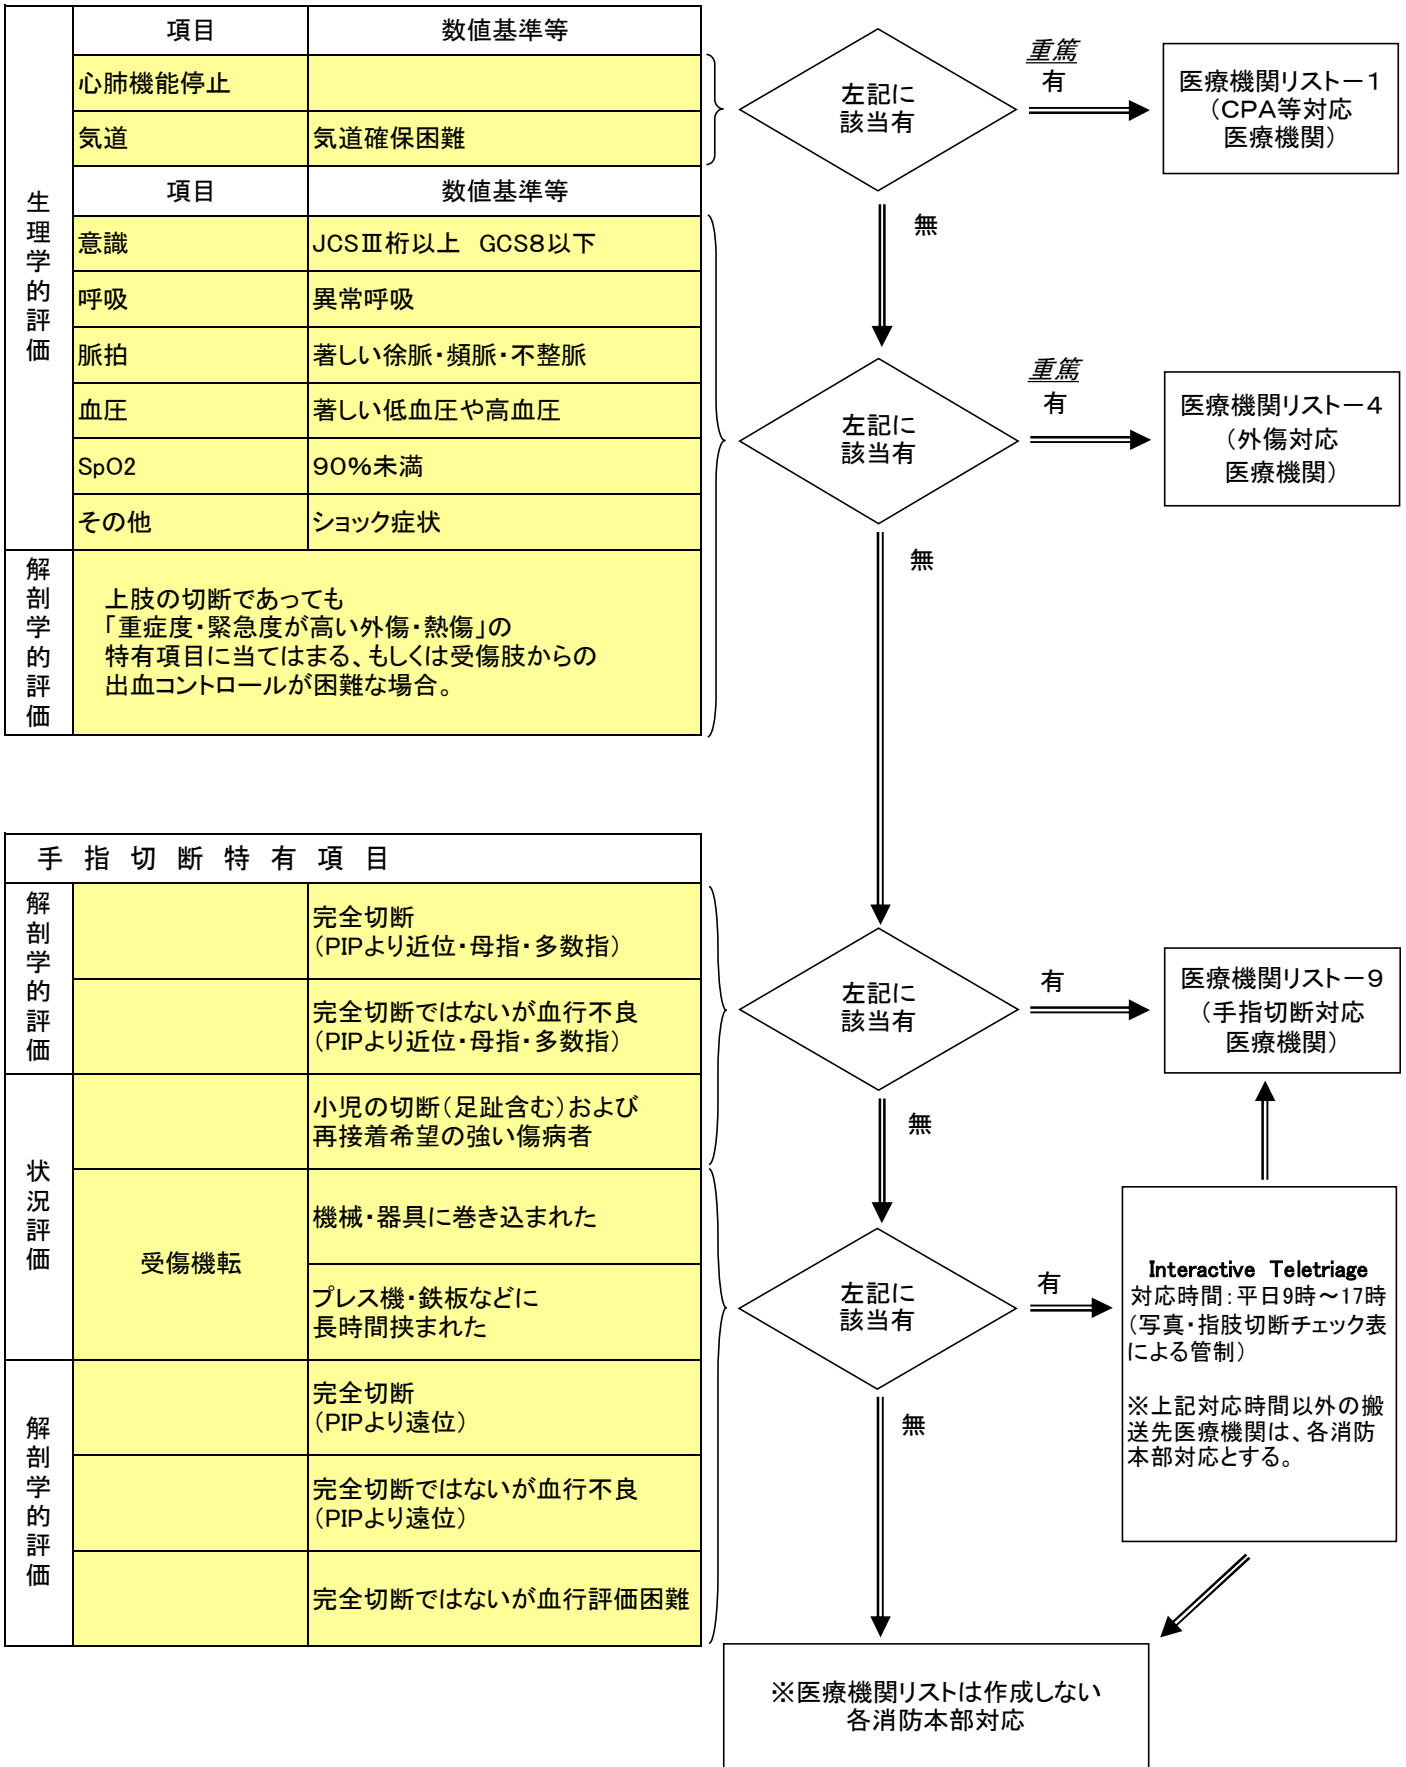 項目 数値基準等
心肺機能停止
気道 気道確保困難
項目 数値基準等
生理学的評価
意識 JCSⅢ桁以上 GCS8以下
呼吸 異常呼吸
脈拍 著しい徐脈・頻脈・不整脈
血圧 著しい低血圧や高血圧
SpO2 90%未満
その他 ショック症状
解剖学的評価
上肢の切断であっても
「重症度・緊急度が高い外傷・熱傷」の
特有項目に当てはまる、もしくは受傷肢からの
出血コントロールが困難な場合。
左記に
該当有
重篤
有
医療機関リスト－１
（CPA等対応
医療機関）
無
左記に
該当有
重篤
有
医療機関リスト－４
（外傷対応
医療機関）
無
手指切断特有項目
解剖学的評価
完全切断
（PIPより近位・母指・多数指）
完全切断ではないが血行不良
（PIPより近位・母指・多数指）
状況評価
小児の切断（足趾含む）および
再接着希望の強い傷病者
受傷機転
機械・器具に巻き込まれた
プレス機・鉄板などに
長時間挟まれた
解剖学的評価
完全切断
（PIPより遠位）
完全切断ではないが血行不良
（PIPより遠位）
完全切断ではないが血行評価困難
左記に
該当有
有
医療機関リスト－９
（手指切断対応
医療機関）
無
左記に
該当有
有
Interactive Teletriage
対応時間：平日9時～17時
（写真・指肢切断チェック表
による管制）
※上記対応時間以外の搬
送先医療機関は、各消防
本部対応とする。
無
※医療機関リストは作成しない
各消防本部対応